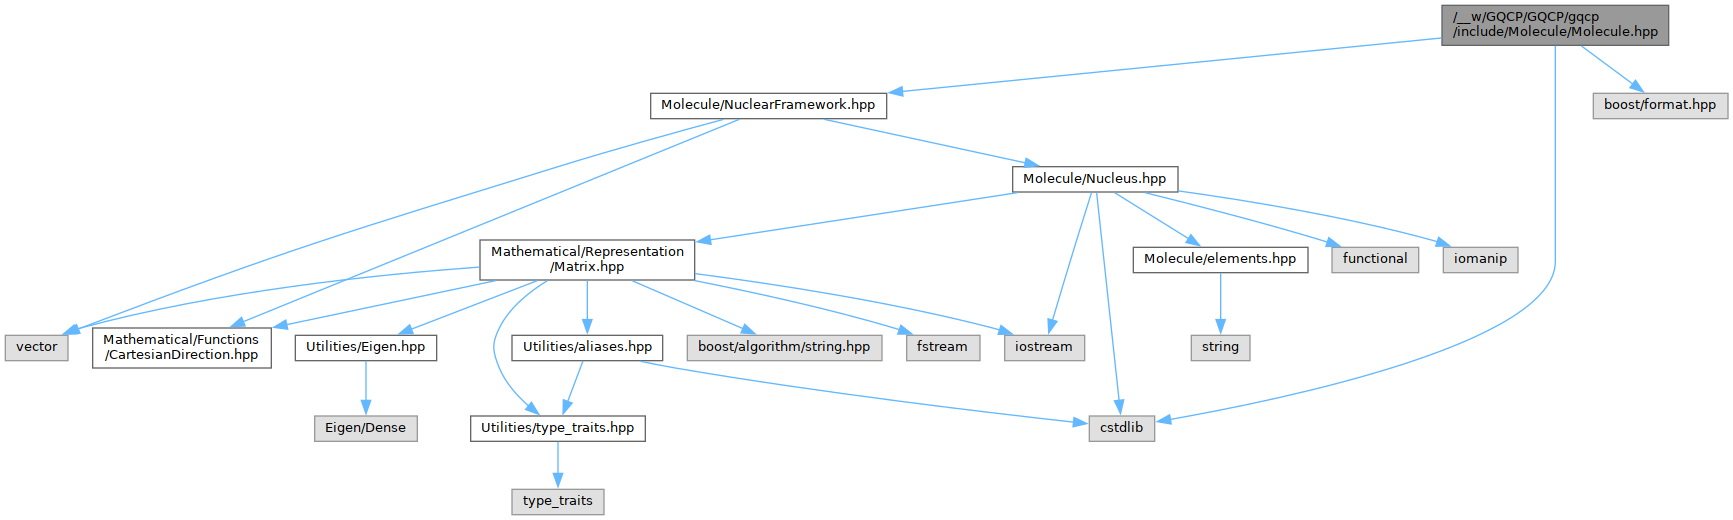 /__w/GQCP/GQCP/gqcp
/include/Molecule/Molecule.hpp
Molecule/NuclearFramework.hpp
boost/format.hpp
Molecule/Nucleus.hpp
Mathematical/Representation
/Matrix.hpp
Molecule/elements.hpp
functional
iomanip
vector
Mathematical/Functions
/CartesianDirection.hpp
Utilities/Eigen.hpp
Utilities/aliases.hpp
boost/algorithm/string.hpp
fstream
iostream
string
Eigen/Dense
Utilities/type_traits.hpp
cstdlib
type_traits